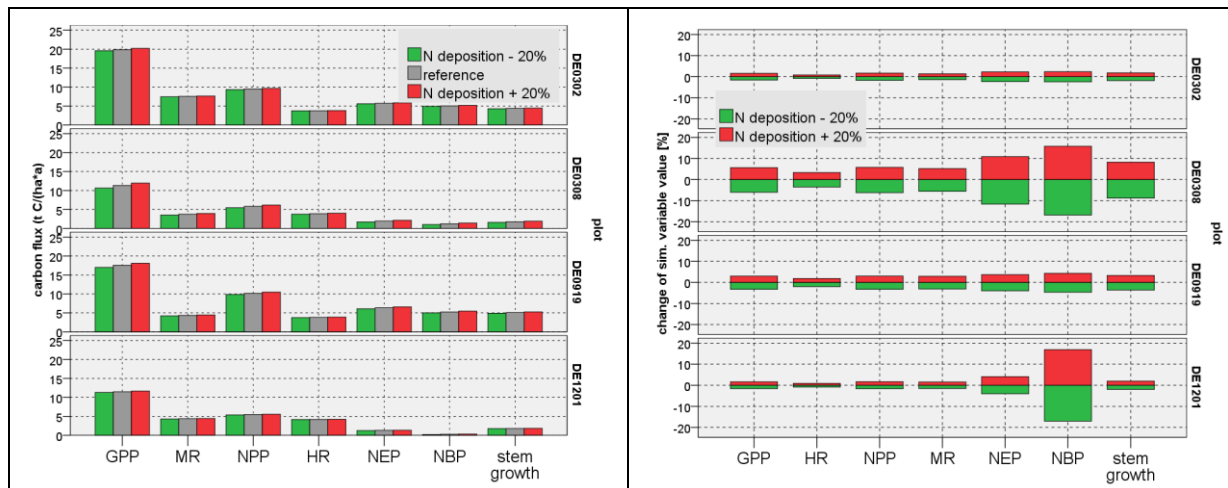 carbon flux (t C/(ha*a)
25
20
15
10
5
0
N deposition - 20%
reference
N deposition + 20%
DE0302
25
20
15
10
5
0
DE0308
25
20
15
10
5
0
DE0919
25
20
15
10
5
0
DE1201
plot
GPP MR NPP HR NEP NBP stem
growth
change of sim. variable value [%]
20
10
0
-10
-20
N deposition - 20%
N deposition + 20%
DE0302
20
10
0
-10
-20
DE0308
20
10
0
-10
-20
DE0919
20
10
0
-10
-20
DE1201
plot
GPP HR NPP MR NEP NBP stem
growth